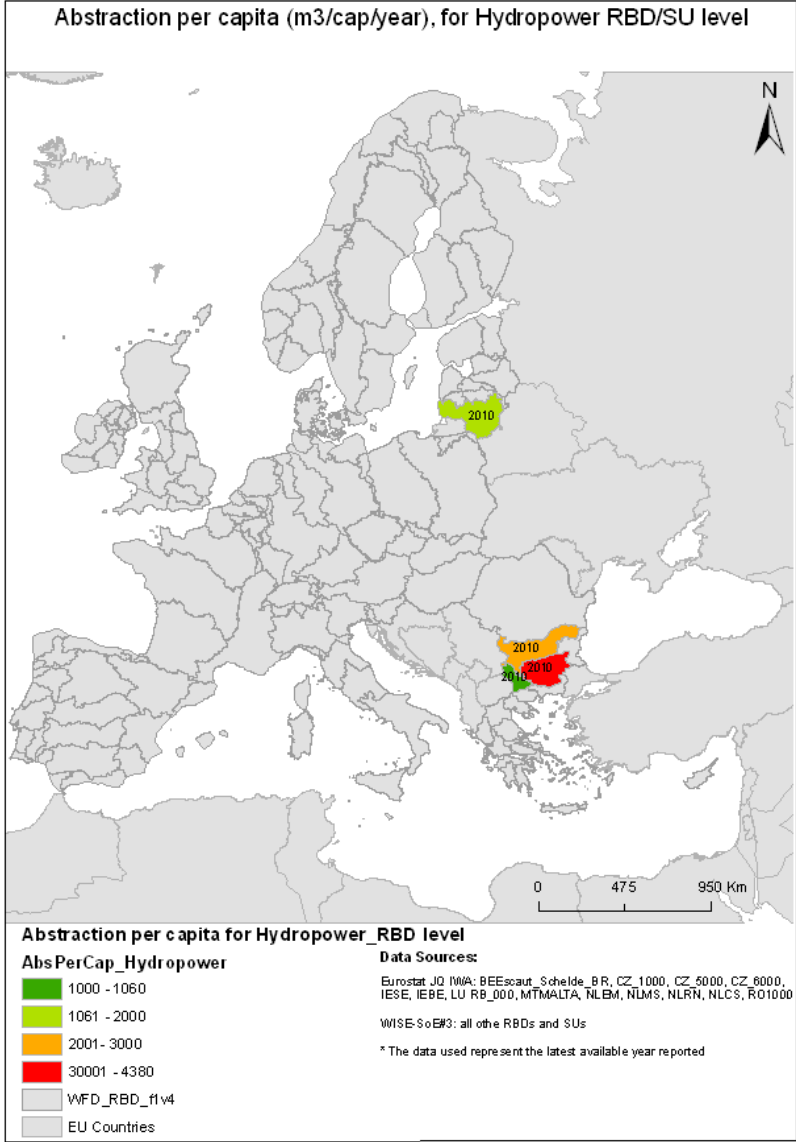 Abstraction per capita (m3/cap/year), for Hydropower RBD/SU level
N
2010
2010
2010
2010
0 475 950 Km
Abstraction per capita for Hydropower_RBD level
AbsPerCap_Hydropower
1000 - 1060
1061 - 2000
2001- 3000
30001 - 4380
WFD_RBD_f1v4
EU Countries
Data Sources:
Eurostat JQ IWA: BEEscaut_Schelde_BR, CZ_1000, CZ_5000, CZ_6000,
IESE, IEBE, LU RB_000, MTMALTA, NLEM, NLMS, NLRN, NLCS, RO1000
WISE-SoE#3: all othe RBDs and SUs
* The data used represent the latest available year reported